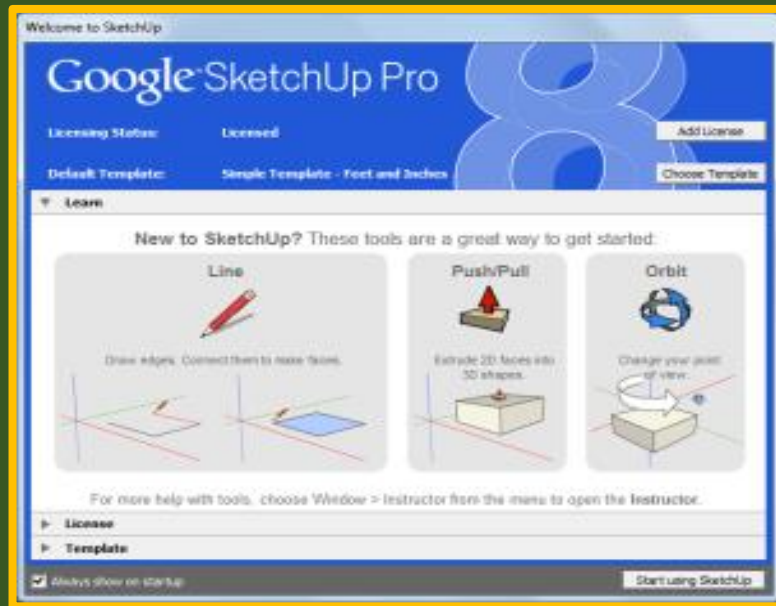 Welcome to SketchUp
Google SketchUp Pro
8
Licensing Status: Licensed Add License
Default Template: Simple Template - Feet and Inches Choose Template
Learn
New to SketchUp? These tools are a great way to get started:
Line Push/Pull Orbit
Draw edges. Connect them to make faces. Extrude 2D faces into Change your point
3D shapes. of view.
For more help with tools, choose Window > Instructor from the menu to open the Instructor.
License
Template
Always show on startup Start using SketchUp